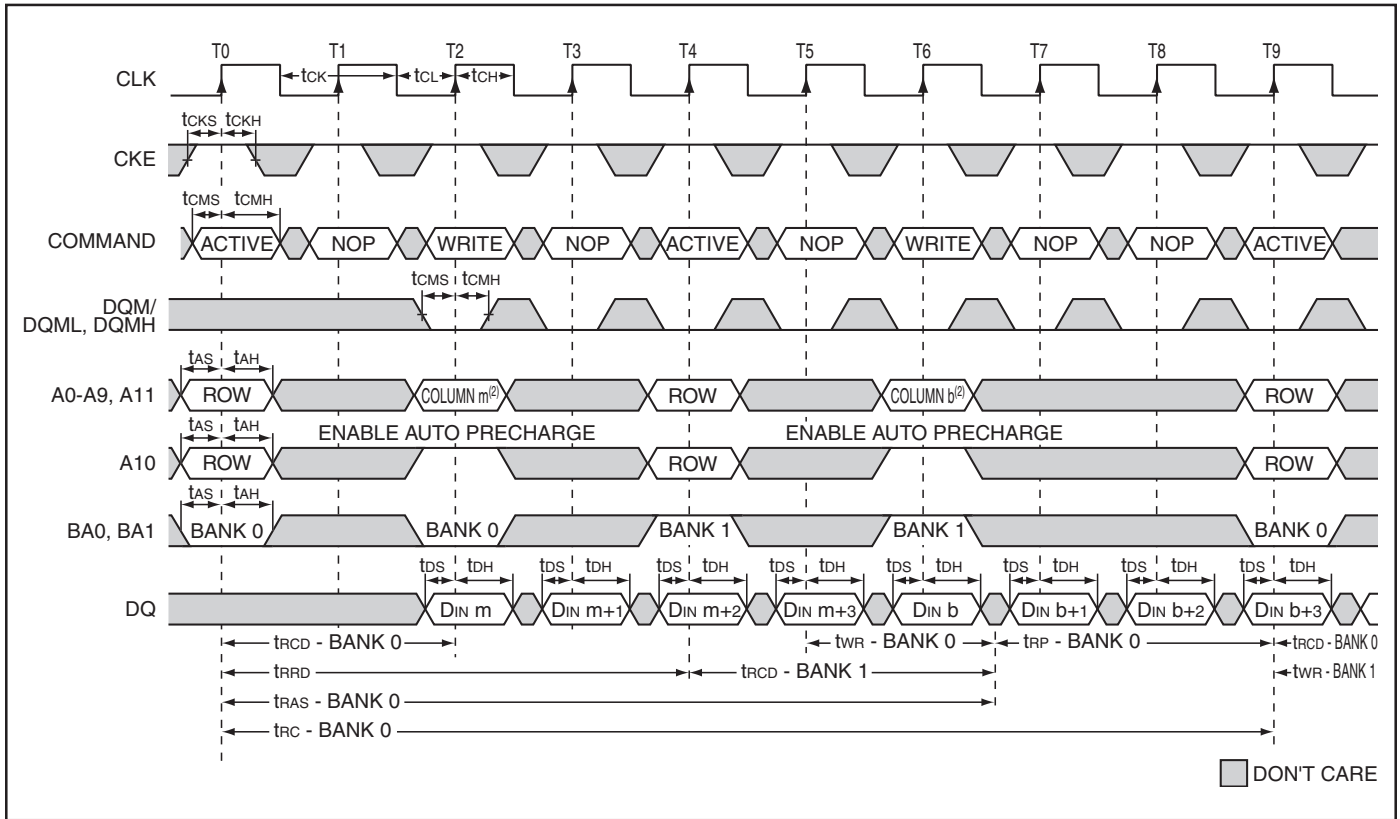 T0 T1 T2 T3 T4 T5 T6 T7 T8 T9
CLK tCK tCL tCH
tCKS tCKH
CKE
tCMS tCMH
COMMAND ACTIVE NOP WRITE NOP ACTIVE NOP WRITE NOP NOP ACTIVE
tCMS tCMH
DQM/
DQML, DQMH
tAS tAH
A0-A9, A11 ROW COLUMN m(2) ROW COLUMN b(2) ROW
tAS tAH ENABLE AUTO PRECHARGE ENABLE AUTO PRECHARGE
A10 ROW ROW ROW
tAS tAH
BA0, BA1 BANK 0 BANK 0 BANK 1 BANK 1 BANK 0
tDS tDH tDS tDH tDS tDH tDS tDH tDS tDH tDS tDH tDS tDH tDS tDH
DQ DIN m DIN m+1 DIN m+2 DIN m+3 DIN b DIN b+1 DIN b+2 DIN b+3
tRCD - BANK 0 tWR - BANK 0 tRP - BANK 0 tRCD - BANK 0
tRRD tRCD - BANK 1 tWR - BANK 1
tRAS - BANK 0
tRC - BANK 0
DON'T CARE